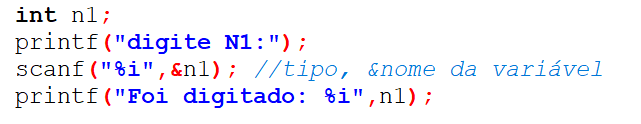 int n1;
printf("digite N1:");
scanf("%i",&n1); //tipo, &nome da variável
printf("Foi digitado: %i",n1);